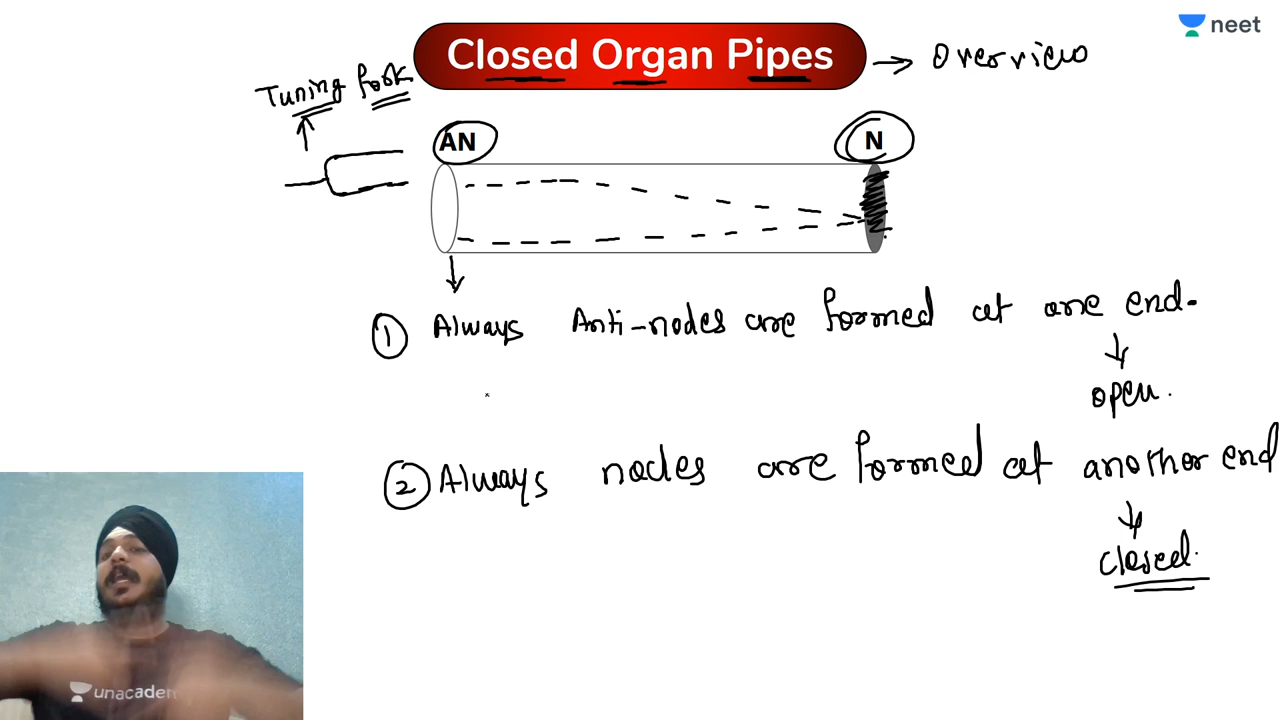 neet
Closed Organ Pipes → Overview
Tuning fork
AN
N
① Always Anti-nodes are formed at one end.
open.
② Always nodes are formed at another end
closed.
unacadem